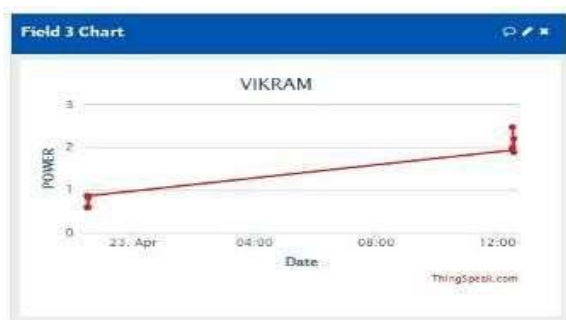 Field 3 Chart
VIKRAM
POWER
3
2
1
0
23. Apr
04:00
08:00
12:00
Date
ThingSpeak.com